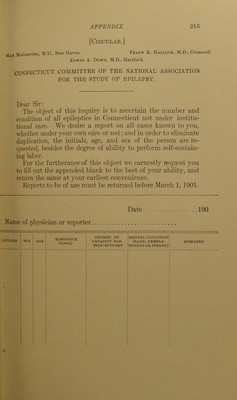 APPENDIX 215
[Circular.]
Max Mailhouse, M.D., New Haven. Frank K. Hallock, M.D., Cromwell.
Edwin A. Down, M.D., Hartford.
CONNECTICUT COMMITTEE OF THE NATIONAL ASSOCIATION
FOR THE STUDY OF EPILEPSY.
Dear Sir:
The object of this inquiry is to ascertain the number and
condition of all epileptics in Connecticut not under institu-
tional care. We desire a report on all cases known to you,
whether under your own care or not; and in order to eliminate
duplication, the initials, age, and sex of the person are re-
quested, besides the degree of ability to perform self-sustain-
ing labor.
For the furtherance of this object we earnestly request you
to fill out the appended blank to the best of your ability, and
return the same at your earliest convenience.
Reports to be of use must be returned before March 1, 1901.
Date 190
Name of physician or reporter
SEX AGE RESIDENCE (TOWN) DEGREE OF CAPACITY FOR SELF-SUPPORT MENTAL CONDITION (SANE, FEEBLE-MINDED OR INSANE) REMARKS